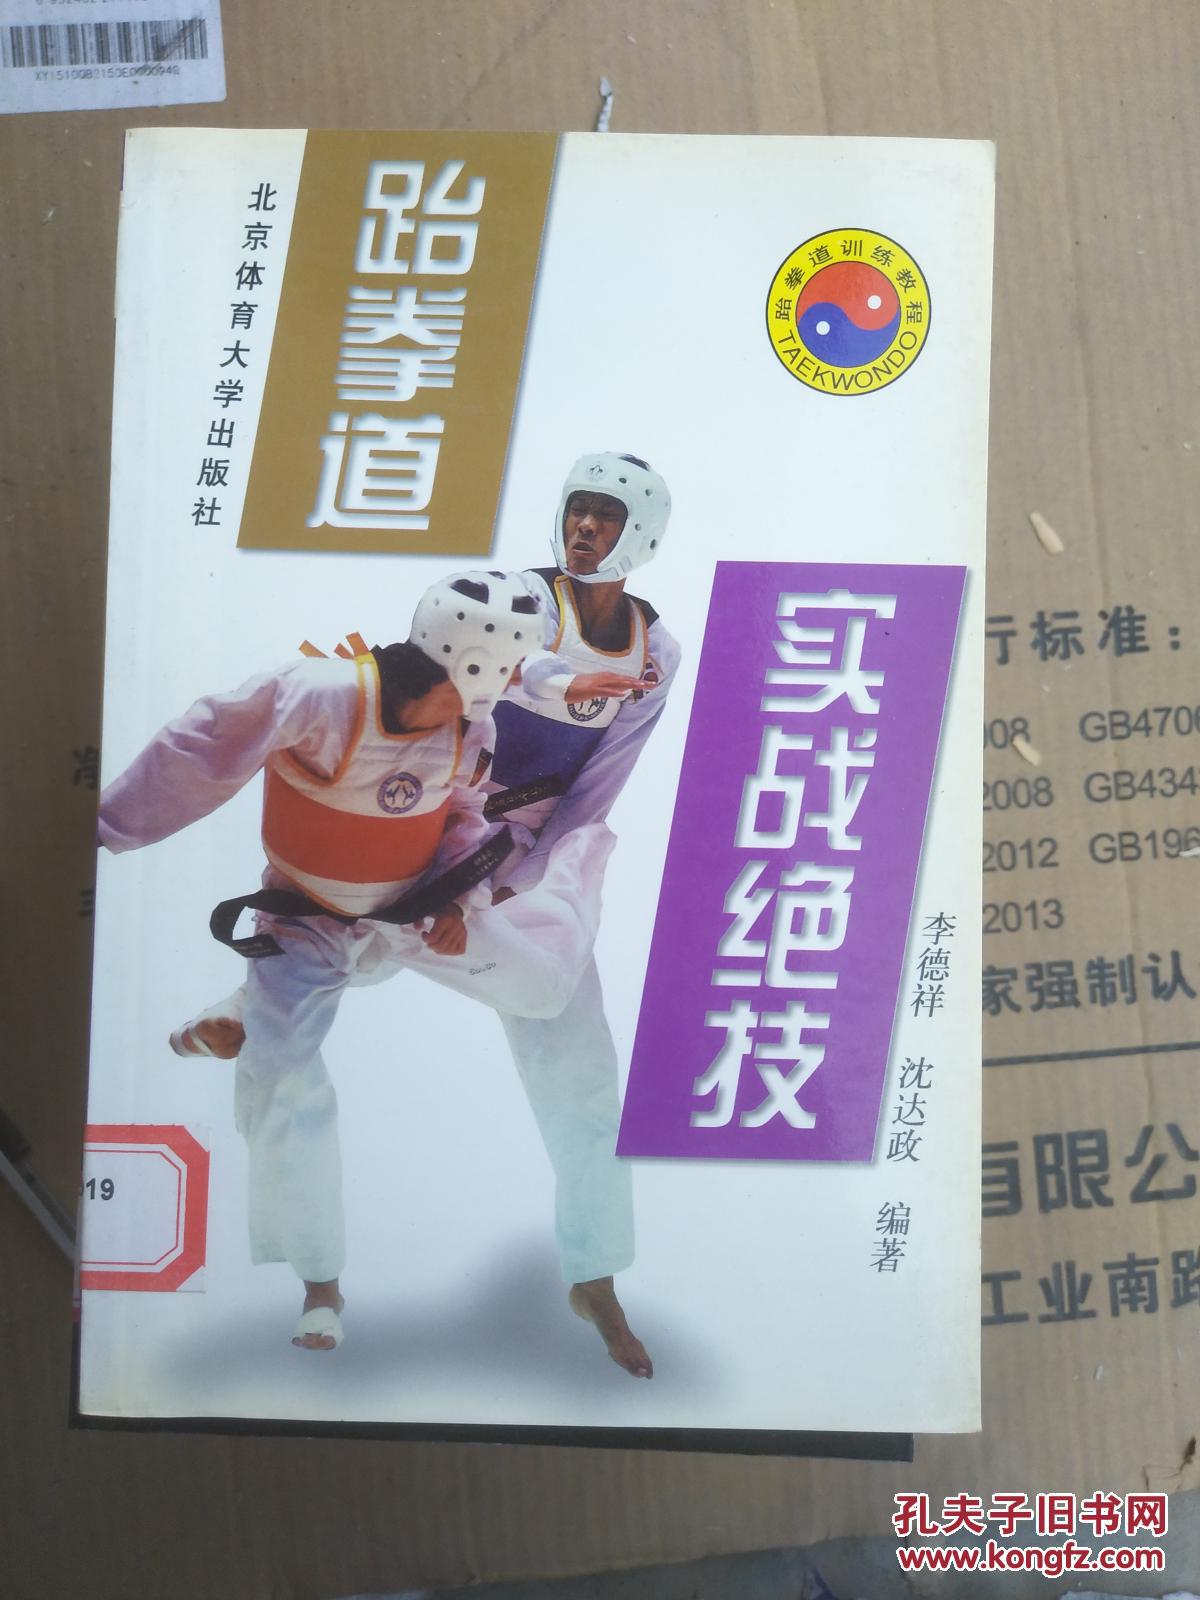 XY1510QB2150E0000948
跆拳道
北京体育大学出版社
跆拳道训练教程
TAEKWONDO
实战绝技
李德祥 沈达政 编著
19
行标准：
008 GB470
2008 GB434
2012 GB196
2013
家强制认
有限公
工业南路
孔夫子旧书网
www.kongfz.com